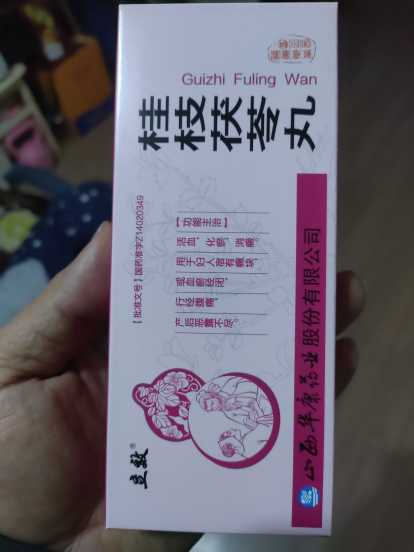 Guizhi Fuling Wan
桂枝茯苓丸
【批准文号】国药准字Z14020349
【功能主治】
活血，化瘀，消癥。
用于妇人宿有癥块，
或血瘀经闭，
行经腹痛，
产后恶露不尽。
立效®
山西华康药业股份有限公司